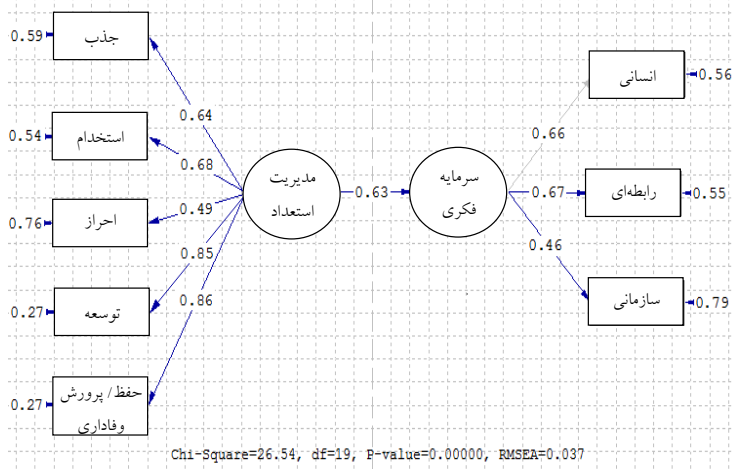 0.59
جذب
0.64
0.54
استخدام
0.68
0.76
احراز
0.49
0.27
توسعه
0.85
0.27
حفظ/ پرورش
وفاداری
0.86
مدیریت
استعداد
0.63
سرمایه
فکری
0.66
انسانی
0.56
0.67
رابطه‌ای
0.55
0.46
سازمانی
0.79
Chi-Square=26.54, df=19, P-value=0.00000, RMSEA=0.037